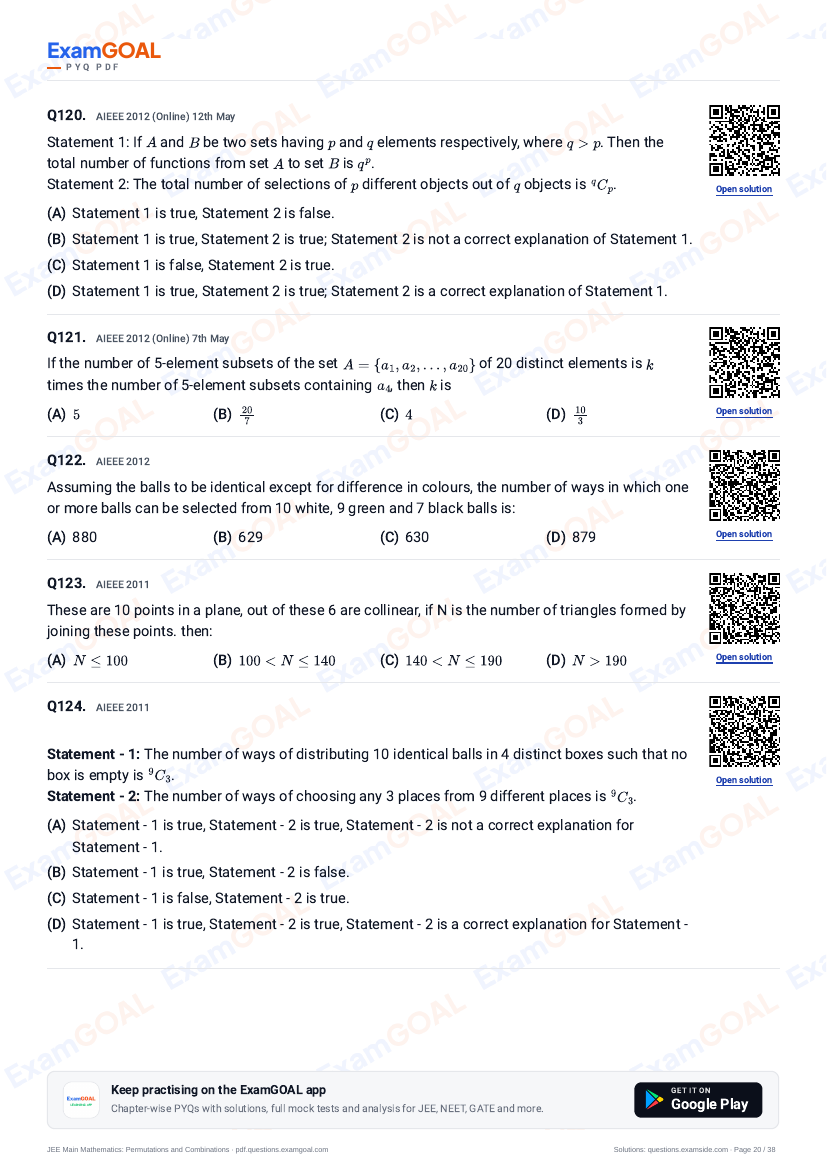 ExamGOAL
PYQ PDF
Q120. AIEEE 2012 (Online) 12th May
Statement 1: If A and B be two sets having p and q elements respectively, where q > p. Then the
total number of functions from set A to set B is q^p.
Statement 2: The total number of selections of p different objects out of q objects is ^qC_p.
(A) Statement 1 is true, Statement 2 is false.
(B) Statement 1 is true, Statement 2 is true; Statement 2 is not a correct explanation of Statement 1.
(C) Statement 1 is false, Statement 2 is true.
(D) Statement 1 is true, Statement 2 is true; Statement 2 is a correct explanation of Statement 1.
Open solution
Q121. AIEEE 2012 (Online) 7th May
If the number of 5-element subsets of the set A = {a_1, a_2, . . . , a_20} of 20 distinct elements is k
times the number of 5-element subsets containing a_4, then k is
(A) 5 (B) 20/7 (C) 4 (D) 10/3
Open solution
Q122. AIEEE 2012
Assuming the balls to be identical except for difference in colours, the number of ways in which one
or more balls can be selected from 10 white, 9 green and 7 black balls is:
(A) 880 (B) 629 (C) 630 (D) 879
Open solution
Q123. AIEEE 2011
These are 10 points in a plane, out of these 6 are collinear, if N is the number of triangles formed by
joining these points. then:
(A) N ≤ 100 (B) 100 < N ≤ 140 (C) 140 < N ≤ 190 (D) N > 190
Open solution
Q124. AIEEE 2011
Statement - 1: The number of ways of distributing 10 identical balls in 4 distinct boxes such that no
box is empty is ^9C_3.
Statement - 2: The number of ways of choosing any 3 places from 9 different places is ^9C_3.
(A) Statement - 1 is true, Statement - 2 is true, Statement - 2 is not a correct explanation for
Statement - 1.
(B) Statement - 1 is true, Statement - 2 is false.
(C) Statement - 1 is false, Statement - 2 is true.
(D) Statement - 1 is true, Statement - 2 is true, Statement - 2 is a correct explanation for Statement -
1.
Open solution
ExamGOAL
Keep practising on the ExamGOAL app
Chapter-wise PYQs with solutions, full mock tests and analysis for JEE, NEET, GATE and more.
GET IT ON
Google Play
JEE Main Mathematics: Permutations and Combinations · pdf.questions.examgoal.com
Solutions: questions.examside.com · Page 20 / 38